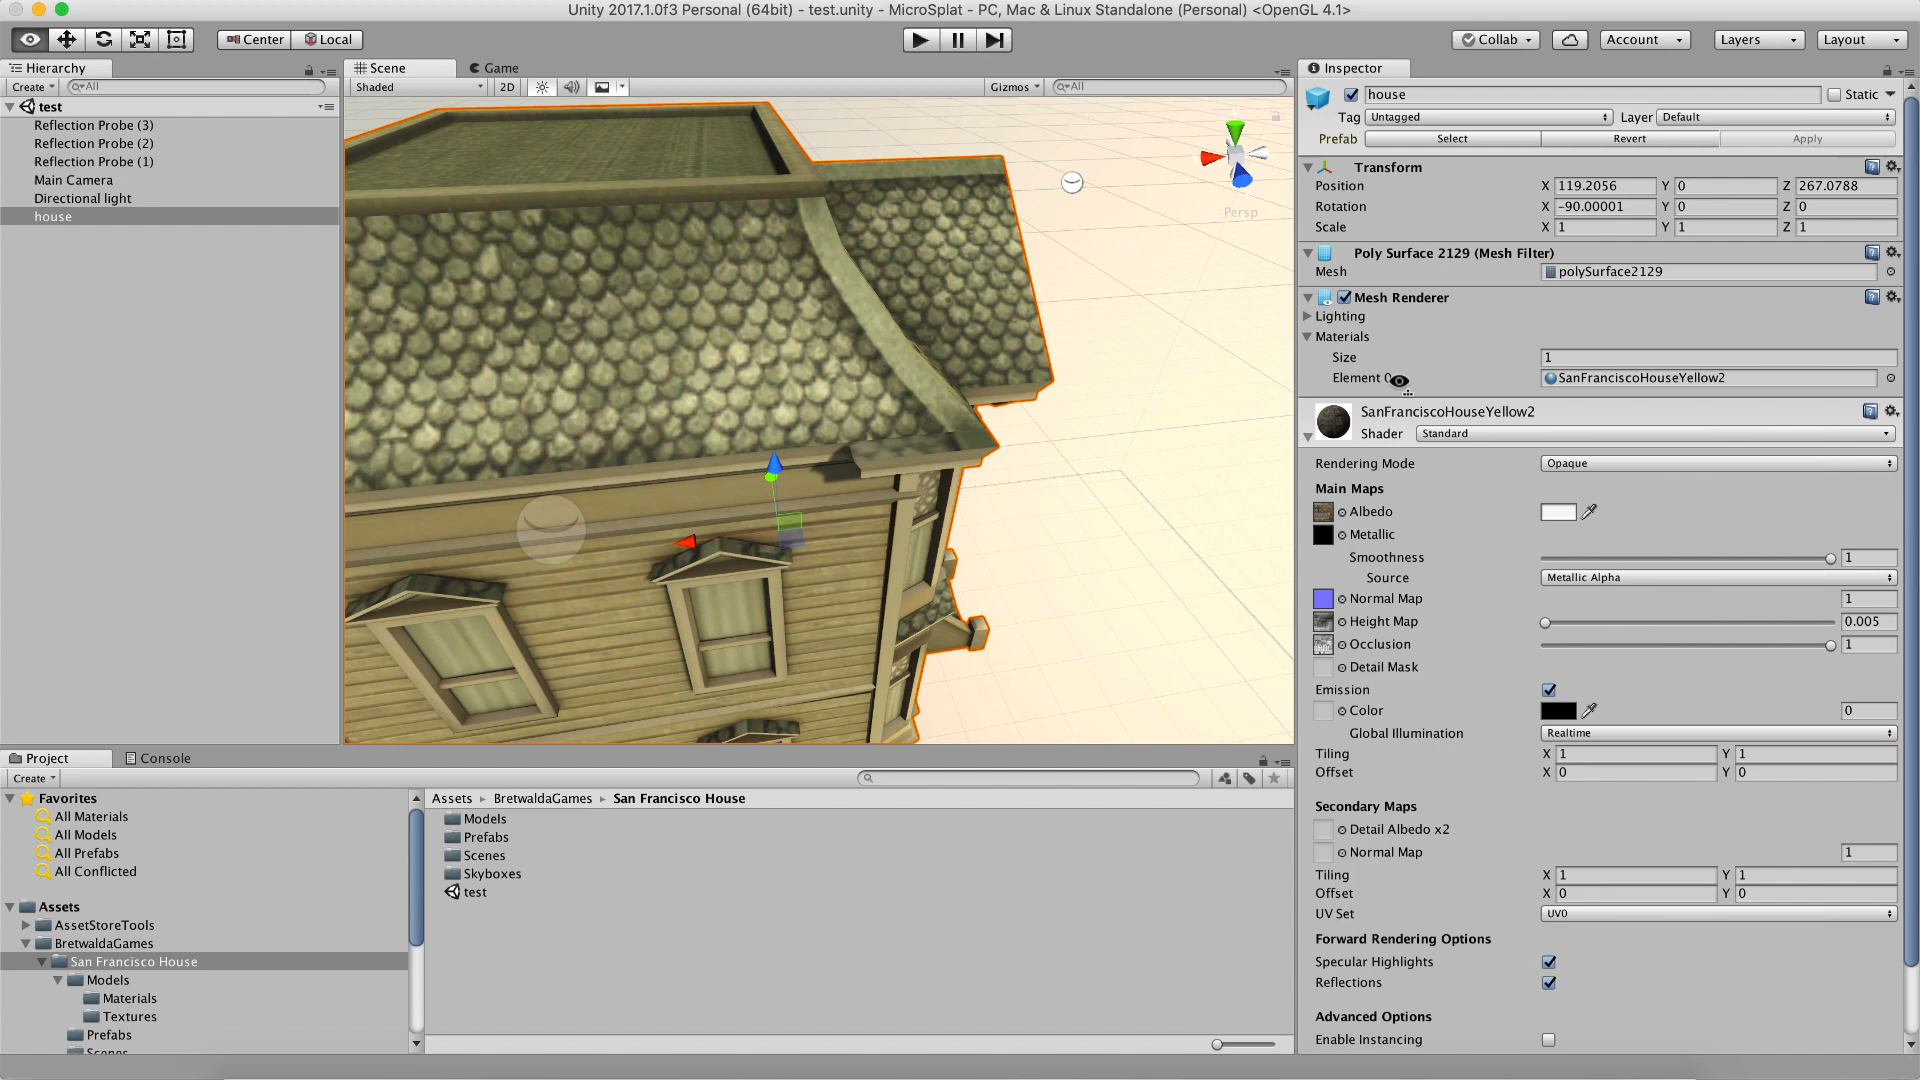 Unity 2017.1.0f3 Personal (64bit) - test.unity - MicroSplat - PC, Mac & Linux Standalone (Personal) <OpenGL 4.1>
Center Local Collab Account Layers Layout
Hierarchy
Create All
test
Reflection Probe (3)
Reflection Probe (2)
Reflection Probe (1)
Main Camera
Directional light
house
Scene Game
Shaded 2D Gizmos All
Persp
Inspector
house Static
Tag Untagged Layer Default
Prefab Select Revert Apply
Transform
Position X 119.2056 Y 0 Z 267.0788
Rotation X -90.00001 Y 0 Z 0
Scale X 1 Y 1 Z 1
Poly Surface 2129 (Mesh Filter)
Mesh polySurface2129
Mesh Renderer
Lighting
Materials
Size 1
Element SanFranciscoHouseYellow2
SanFranciscoHouseYellow2
Shader Standard
Rendering Mode Opaque
Main Maps
Albedo
Metallic
Smoothness 1
Source Metallic Alpha
Normal Map 1
Height Map 0.005
Occlusion 1
Detail Mask
Emission
Color 0
Global Illumination Realtime
Tiling X 1 Y 1
Offset X 0 Y 0
Secondary Maps
Detail Albedo x2
Normal Map 1
Tiling X 1 Y 1
Offset X 0 Y 0
UV Set UV0
Forward Rendering Options
Specular Highlights
Reflections
Advanced Options
Enable Instancing
Project Console
Create
Favorites
All Materials
All Models
All Prefabs
All Conflicted
Assets
AssetStoreTools
BretwaldaGames
San Francisco House
Models
Materials
Textures
Prefabs
Scenes
Assets BretwaldaGames San Francisco House
Models
Prefabs
Scenes
Skyboxes
test